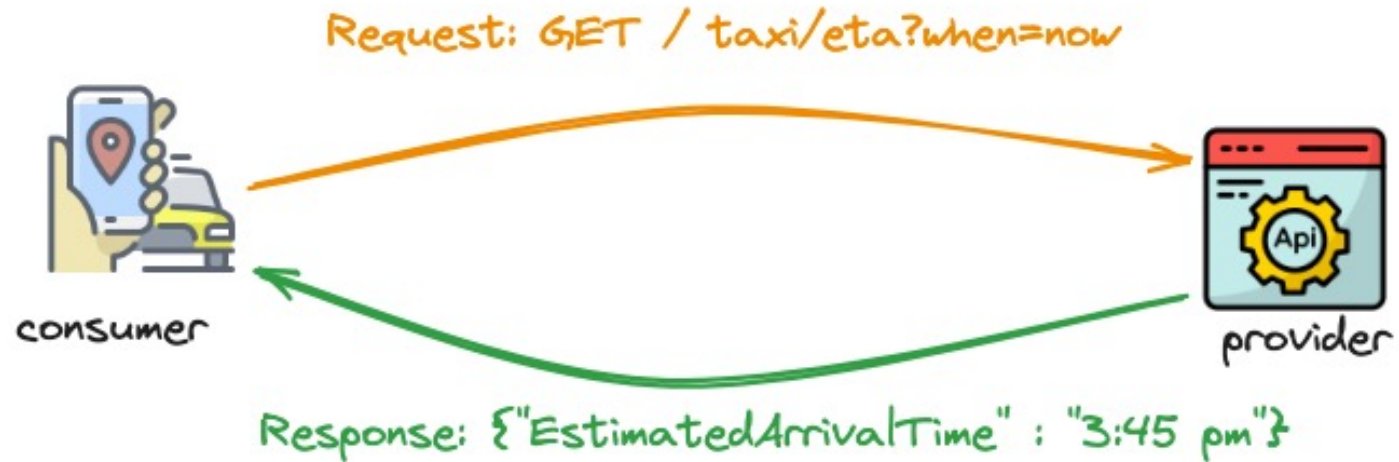 Request: GET / taxi/eta?when=now
Api
consumer
provider
Response: {"EstimatedArrivalTime" : "3:45 pm"}